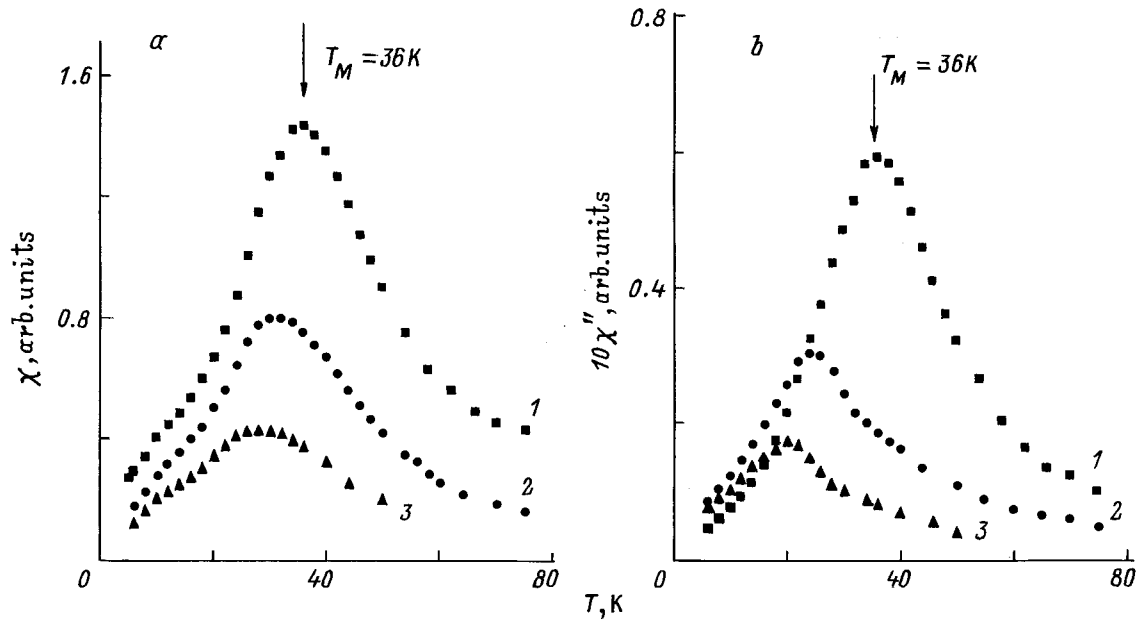 a
T_M = 36K
1.6
0.8
0
40
80
χ, arb. units
1
2
3
b
T_M = 36K
0.8
0.4
0
40
80
10χ'', arb. units
1
2
3
T, K